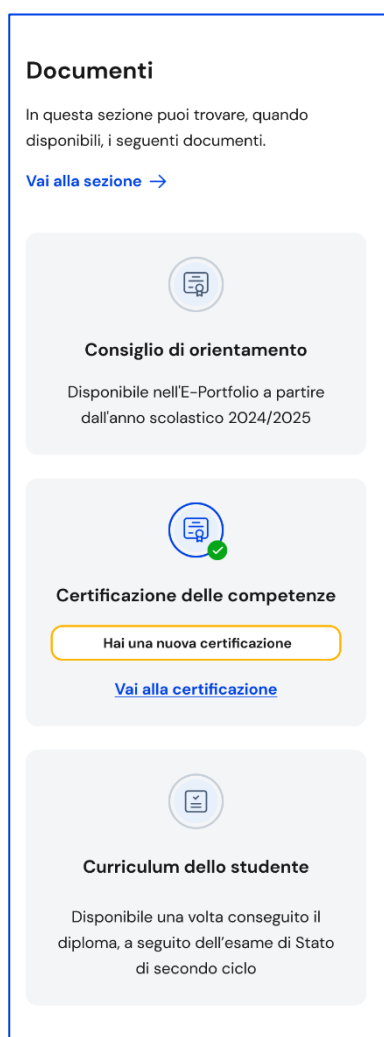 Documenti
In questa sezione puoi trovare, quando
disponibili, i seguenti documenti.
Vai alla sezione →
Consiglio di orientamento
Disponibile nell'E-Portfolio a partire
dall'anno scolastico 2024/2025
Certificazione delle competenze
Hai una nuova certificazione
Vai alla certificazione
Curriculum dello studente
Disponibile una volta conseguito il
diploma, a seguito dell’esame di Stato
di secondo ciclo